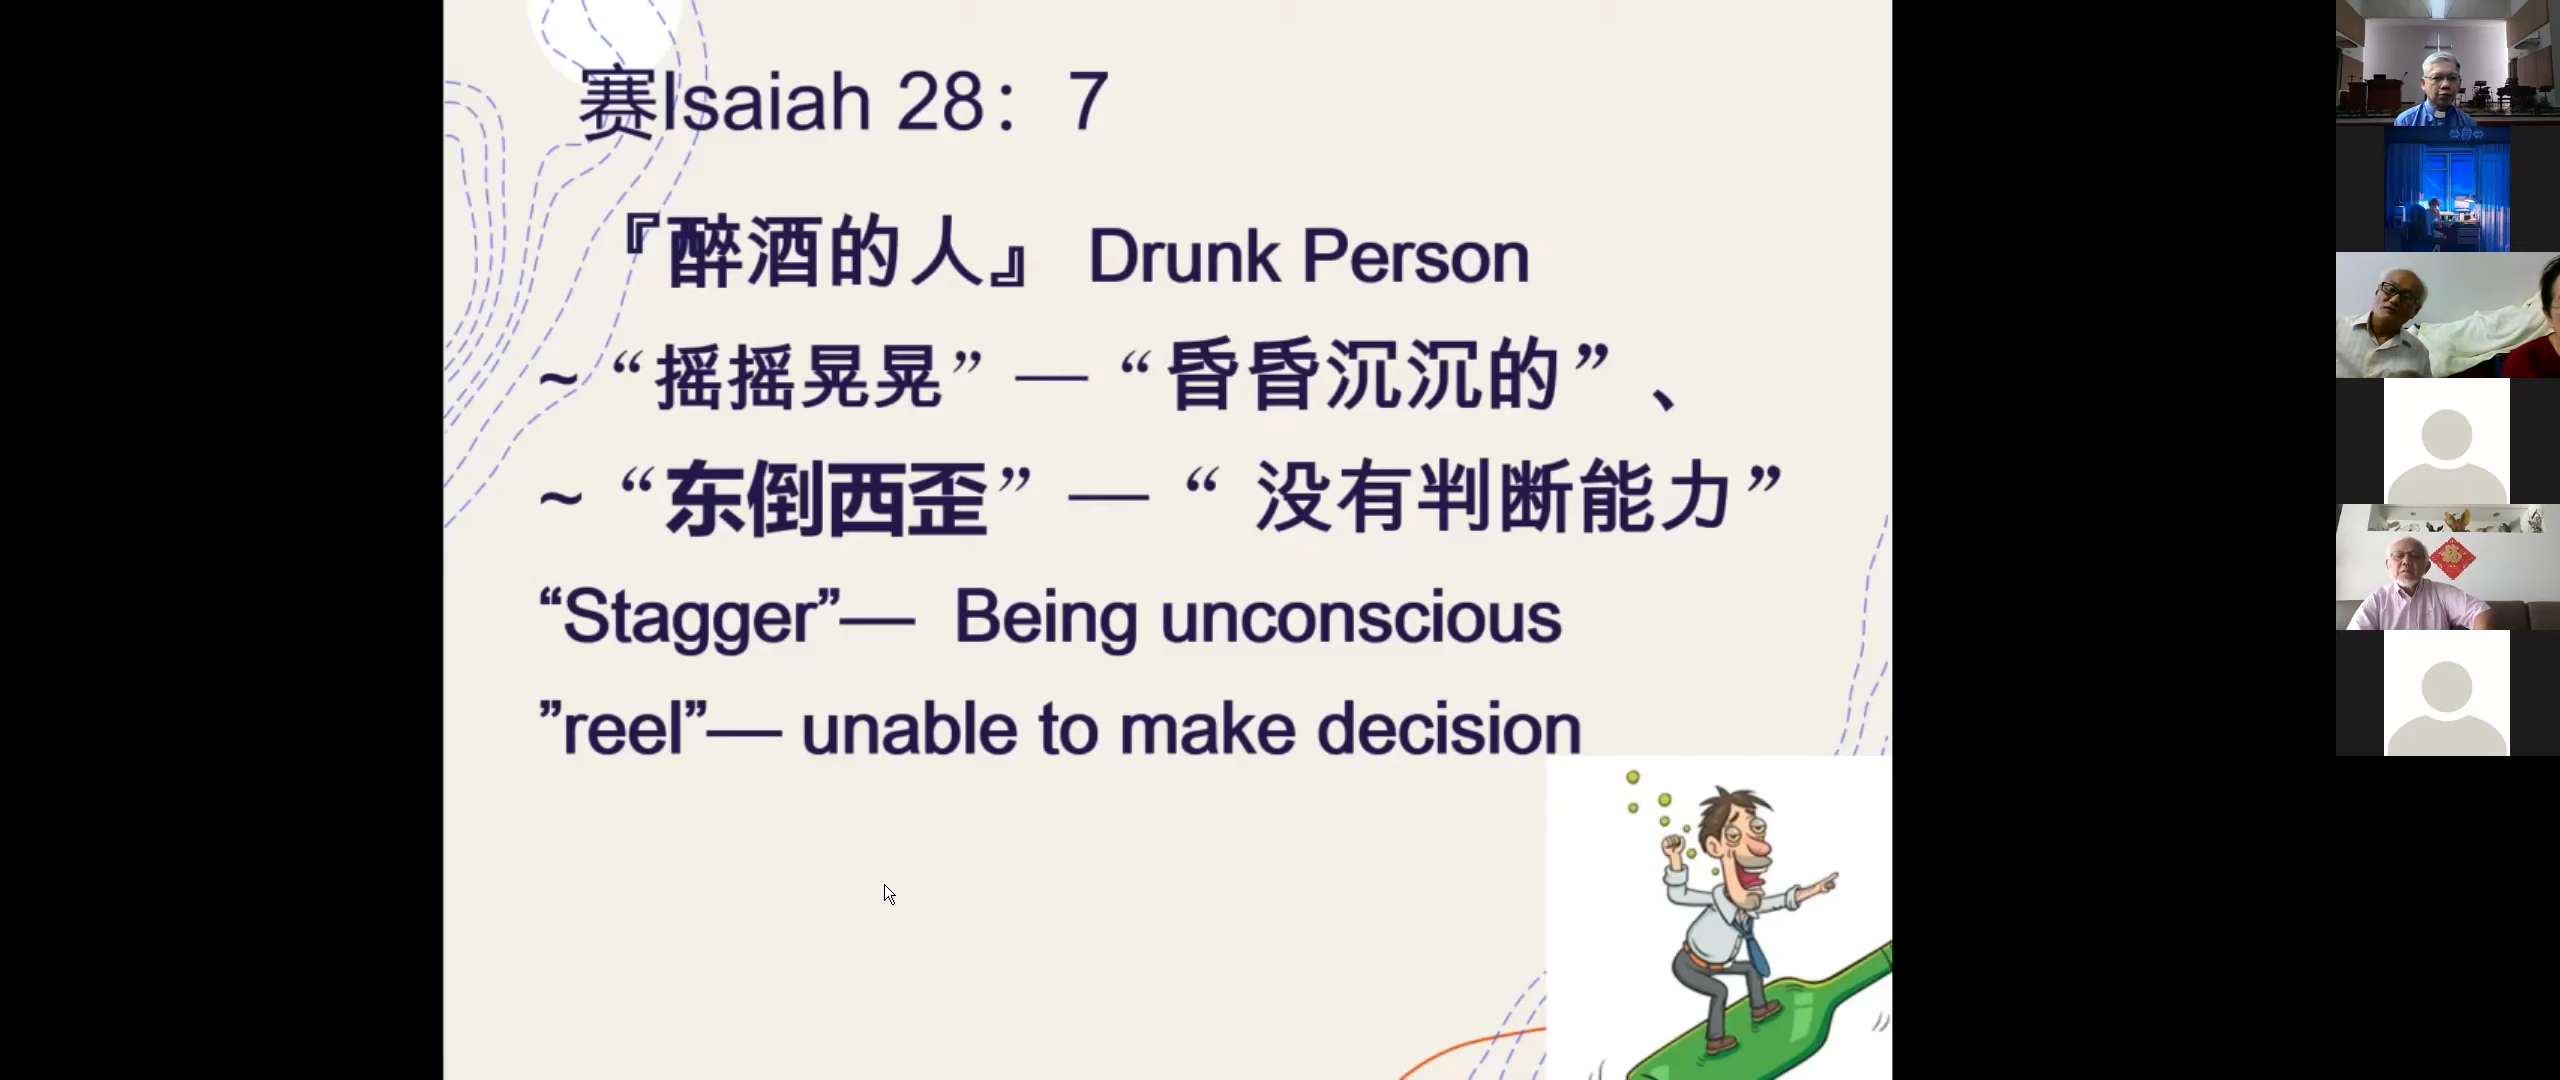 赛Isaiah 28：7
『醉酒的人』 Drunk Person
~“摇摇晃晃”—“昏昏沉沉的”、
~“东倒西歪”—“ 没有判断能力”
“Stagger”— Being unconscious
”reel”— unable to make decision